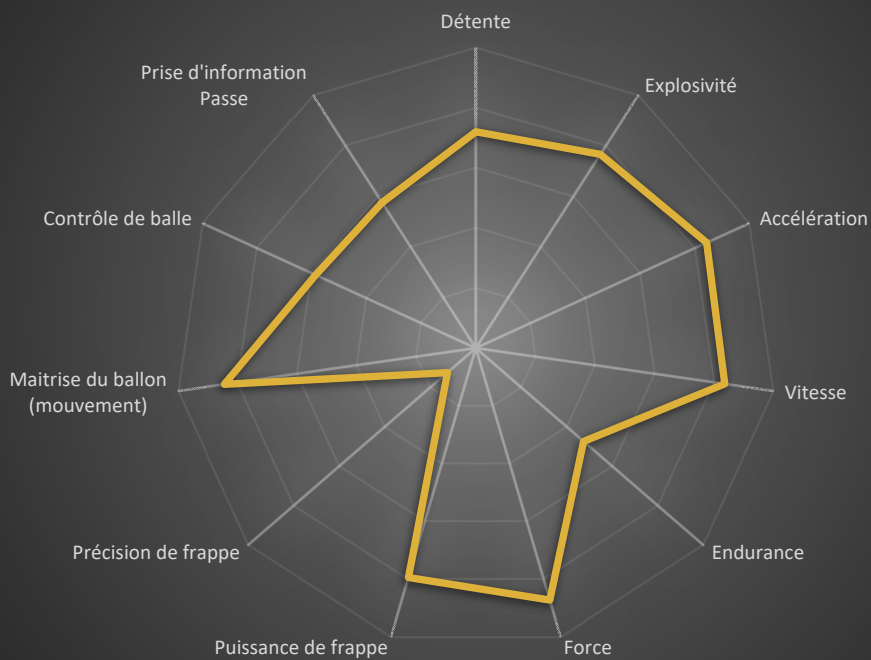 Détente
Explosivité
Accélération
Vitesse
Endurance
Force
Puissance de frappe
Précision de frappe
Maitrise du ballon
(mouvement)
Contrôle de balle
Prise d'information
Passe